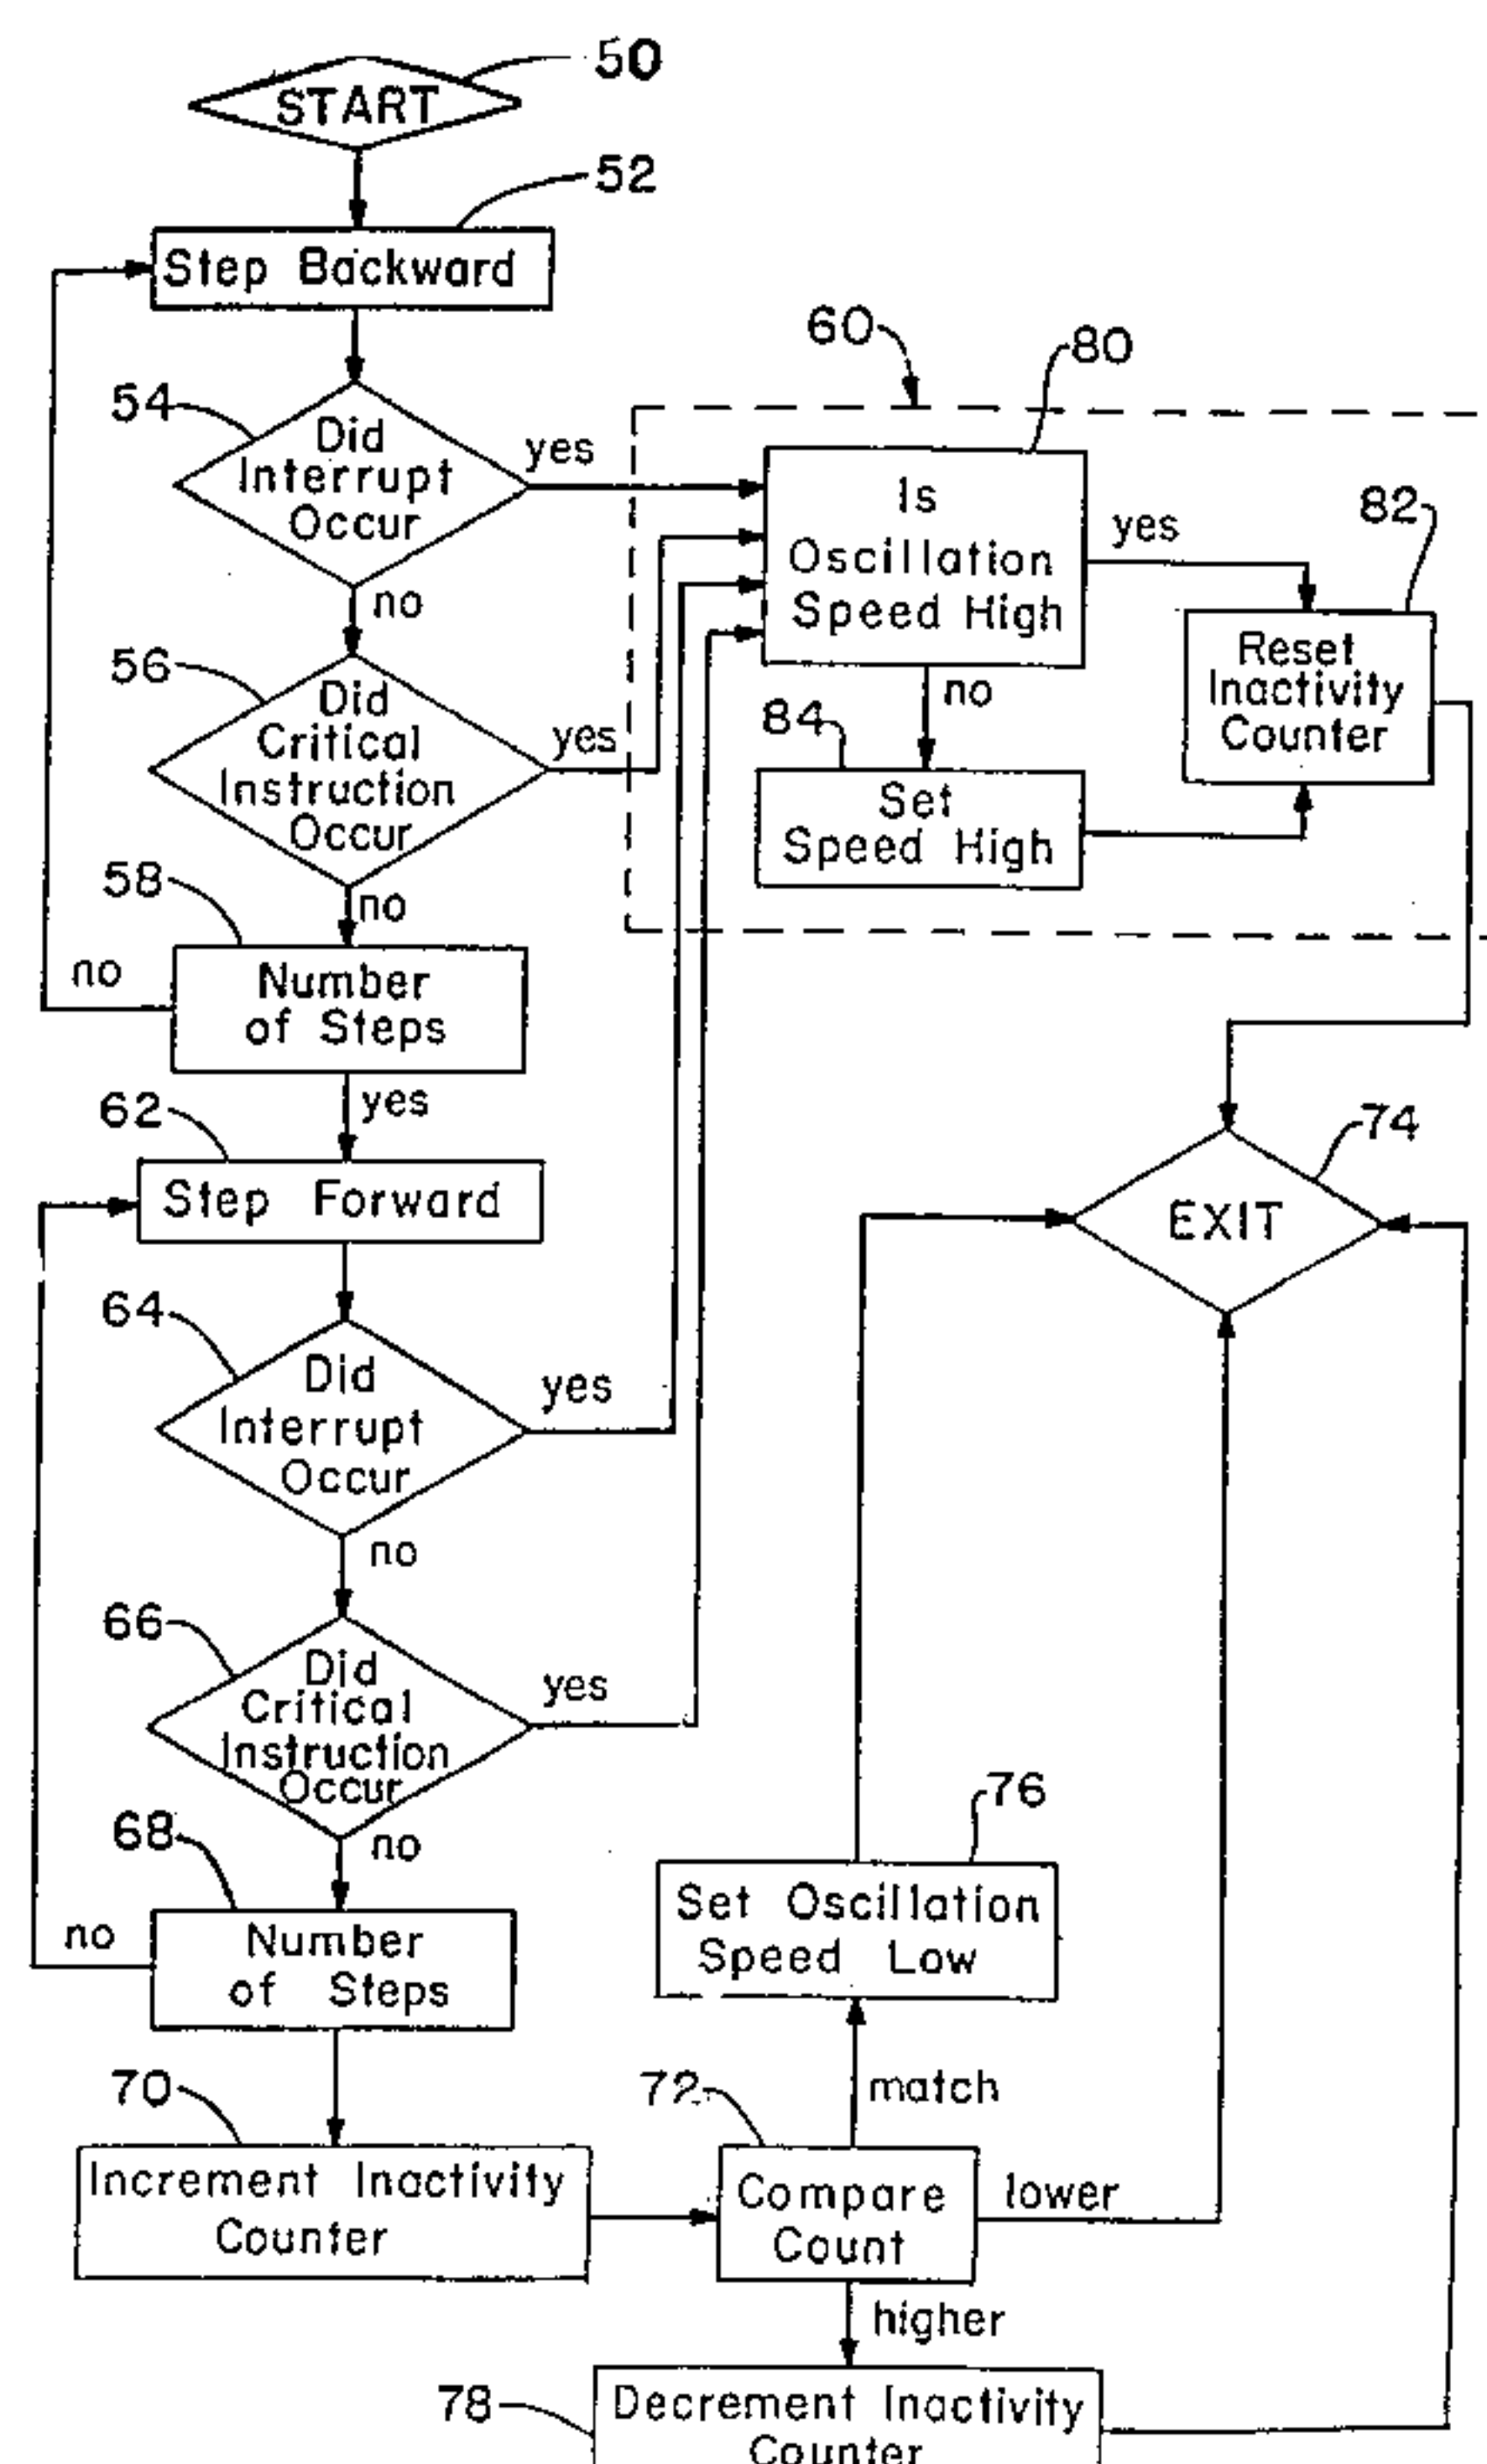 50
START
52
Step Backward
60
80
54
Did
Interrupt
Occur
yes
Is
Oscillation
Speed High
yes
82
no
56
Did
Critical
Instruction
Occur
yes
no
84
Set
Speed High
Reset
Inactivity
Counter
58
no
no
Number
of Steps
yes
62
Step Forward
74
EXIT
64
Did
Interrupt
Occur
yes
no
66
Did
Critical
Instruction
Occur
yes
68
no
no
Number
of Steps
76
Set Oscillation
Speed Low
70
Increment Inactivity
Counter
72
match
Compare
Count
lower
higher
78
Decrement Inactivity
Counter